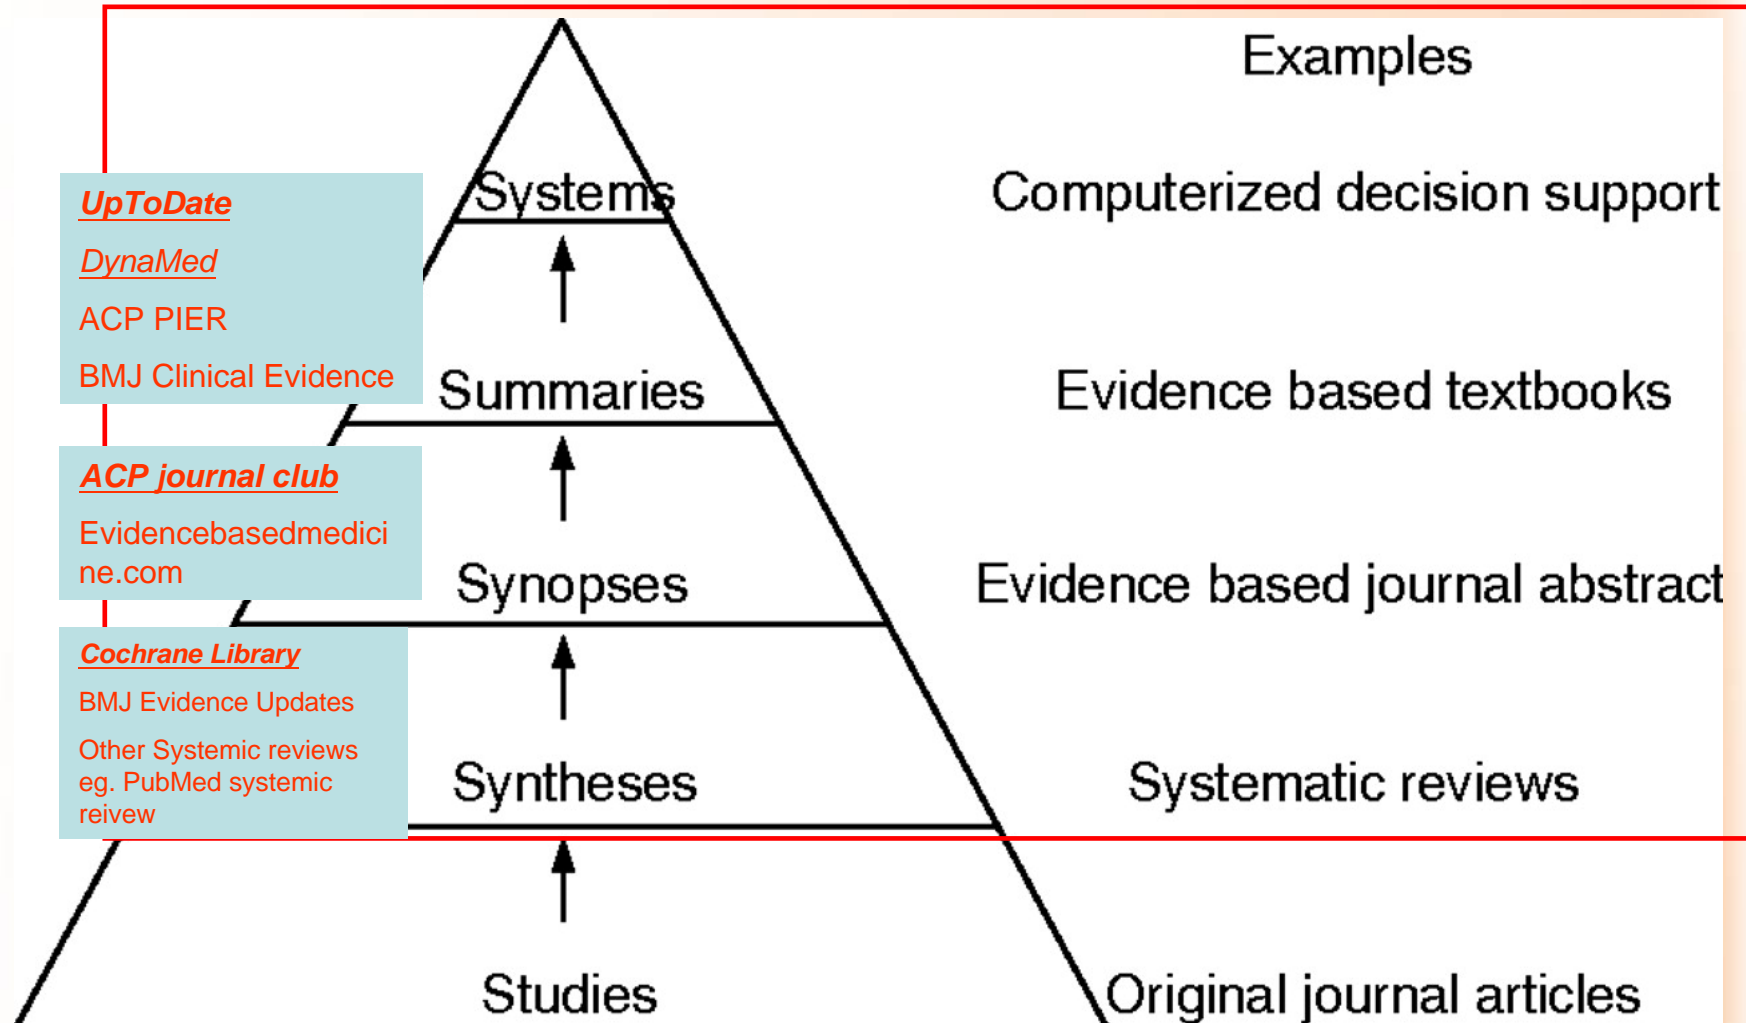 Examples
Systems
Computerized decision support
UpToDate
DynaMed
ACP PIER
BMJ Clinical Evidence
Summaries
Evidence based textbooks
ACP journal club
Evidencebasedmedici
ne.com
Synopses
Evidence based journal abstract
Cochrane Library
BMJ Evidence Updates
Other Systemic reviews
eg. PubMed systemic
reivew
Syntheses
Systematic reviews
Studies
Original journal articles